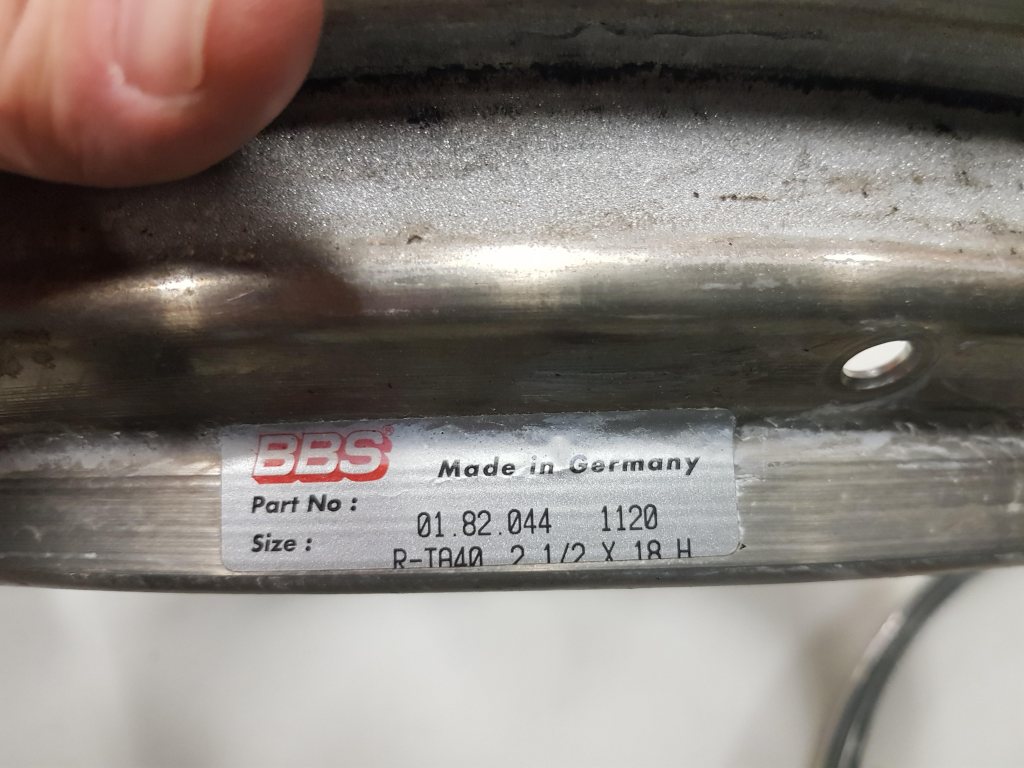 BBS® Made in Germany
Part No : 01.82.044 1120
Size : R-TA40 2 1/2 X 18 H